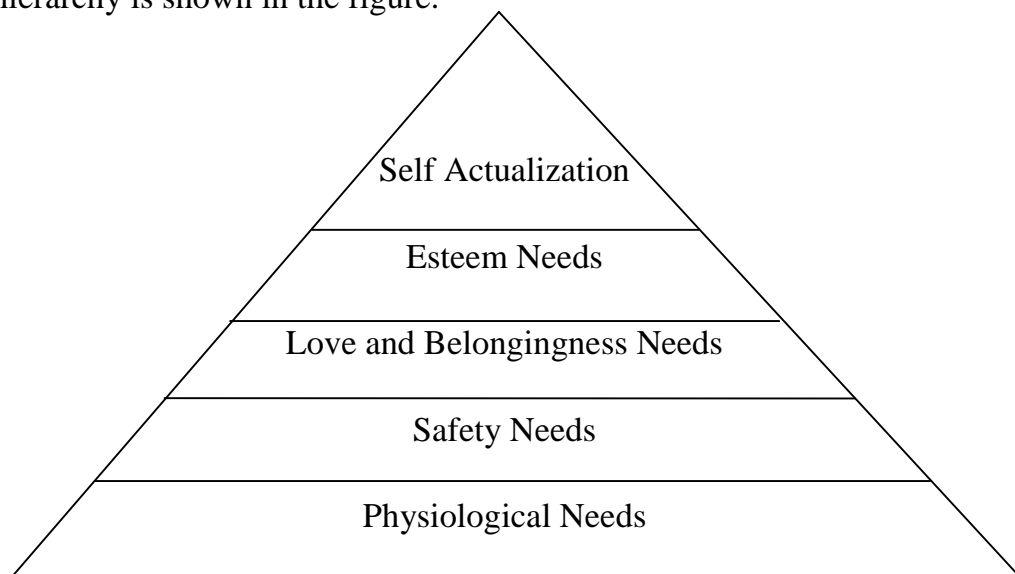 hierarchy is shown in the figure.
Self Actualization
Esteem Needs
Love and Belongingness Needs
Safety Needs
Physiological Needs